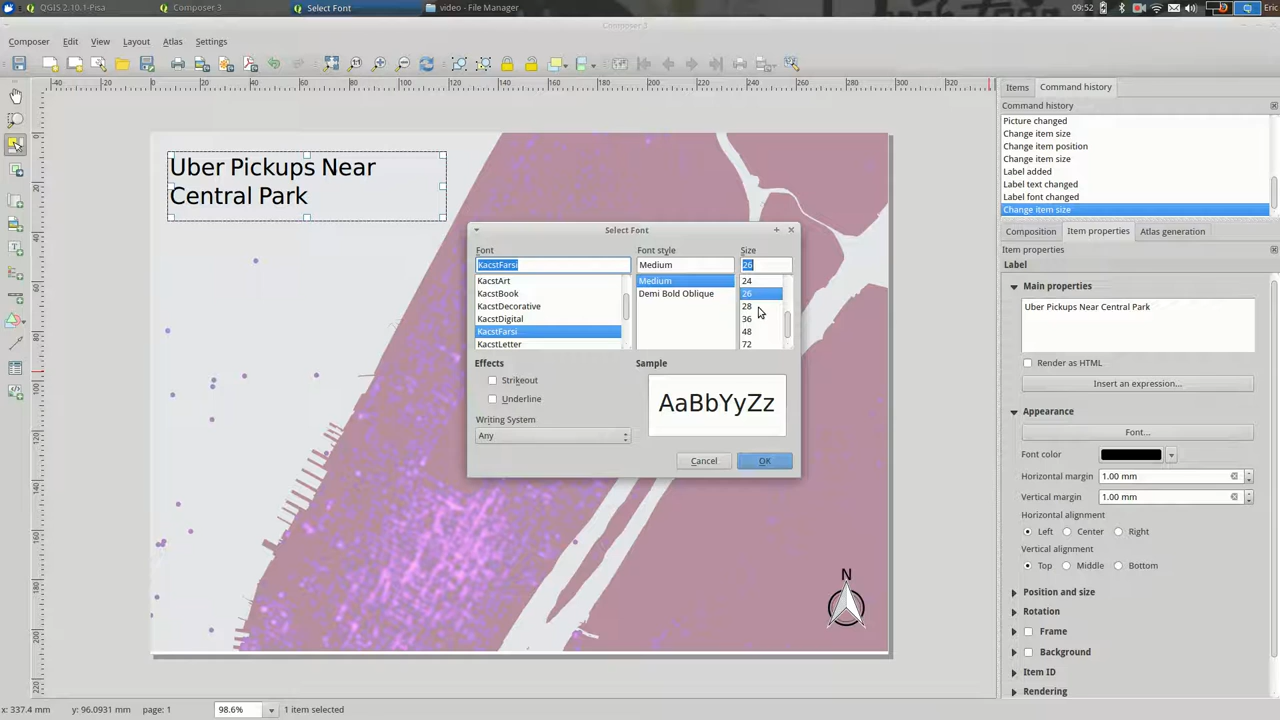 QGIS 2.10.1-Pisa
Composer 3
Select Font
video - File Manager
09:52
Eric
Composer 3
Composer
Edit
View
Layout
Atlas
Settings
Items
Command history
Command history
Picture changed
Change item size
Change item position
Change item size
Label added
Label text changed
Label font changed
Change item size
Composition
Item properties
Atlas generation
Item properties
Label
Main properties
Uber Pickups Near Central Park
Render as HTML
Insert an expression...
Appearance
Font...
Font color
Horizontal margin
1.00 mm
Vertical margin
1.00 mm
Horizontal alignment
Left
Center
Right
Vertical alignment
Top
Middle
Bottom
Position and size
Rotation
Frame
Background
Item ID
Rendering
Uber Pickups Near
Central Park
N
Select Font
Font
Font style
Size
KacstFarsi
Medium
26
KacstArt
KacstBook
KacstDecorative
KacstDigital
KacstFarsi
KacstLetter
Medium
Demi Bold Oblique
24
26
28
36
48
72
Effects
Strikeout
Underline
Writing System
Any
Sample
AaBbYyZz
Cancel
OK
x: 337.4 mm
y: 96.0931 mm
page: 1
98.6%
1 item selected